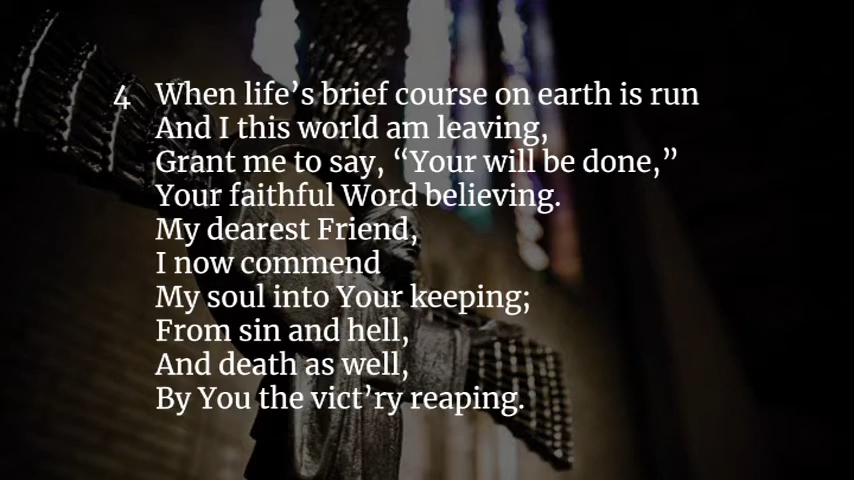 4 When life’s brief course on earth is run
And I this world am leaving,
Grant me to say, “Your will be done,”
Your faithful Word believing.
My dearest Friend,
I now commend
My soul into Your keeping;
From sin and hell,
And death as well,
By You the vict’ry reaping.